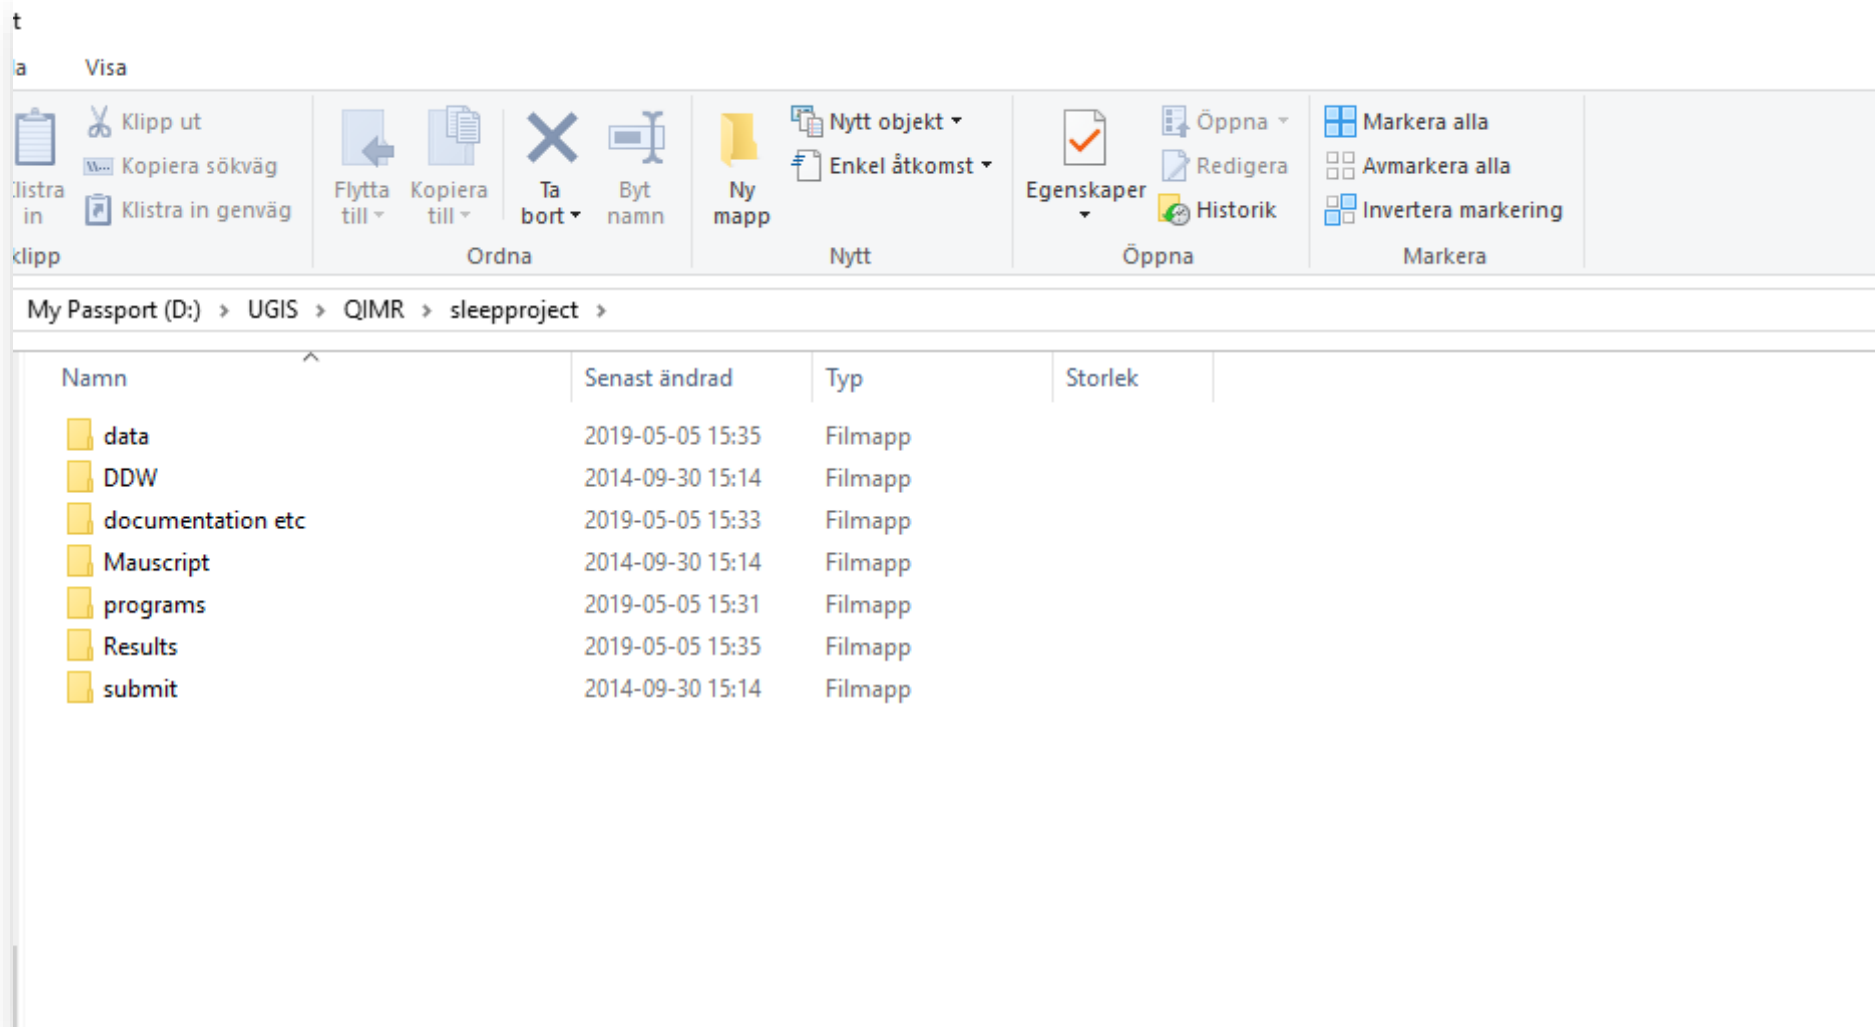 t
la Visa
Klipp ut
Kopiera sökväg
Klistra in genväg
Klistra
in
klipp
Flytta
till
Kopiera
till
Ta
bort
Byt
namn
Ordna
Ny
mapp
Nytt objekt
Enkel åtkomst
Nytt
Egenskaper
Öppna
Redigera
Historik
Öppna
Markera alla
Avmarkera alla
Invertera markering
Markera
My Passport (D:) > UGIS > QIMR > sleepproject >
Namn Senast ändrad Typ Storlek
data 2019-05-05 15:35 Filmapp
DDW 2014-09-30 15:14 Filmapp
documentation etc 2019-05-05 15:33 Filmapp
Mauscript 2014-09-30 15:14 Filmapp
programs 2019-05-05 15:31 Filmapp
Results 2019-05-05 15:35 Filmapp
submit 2014-09-30 15:14 Filmapp